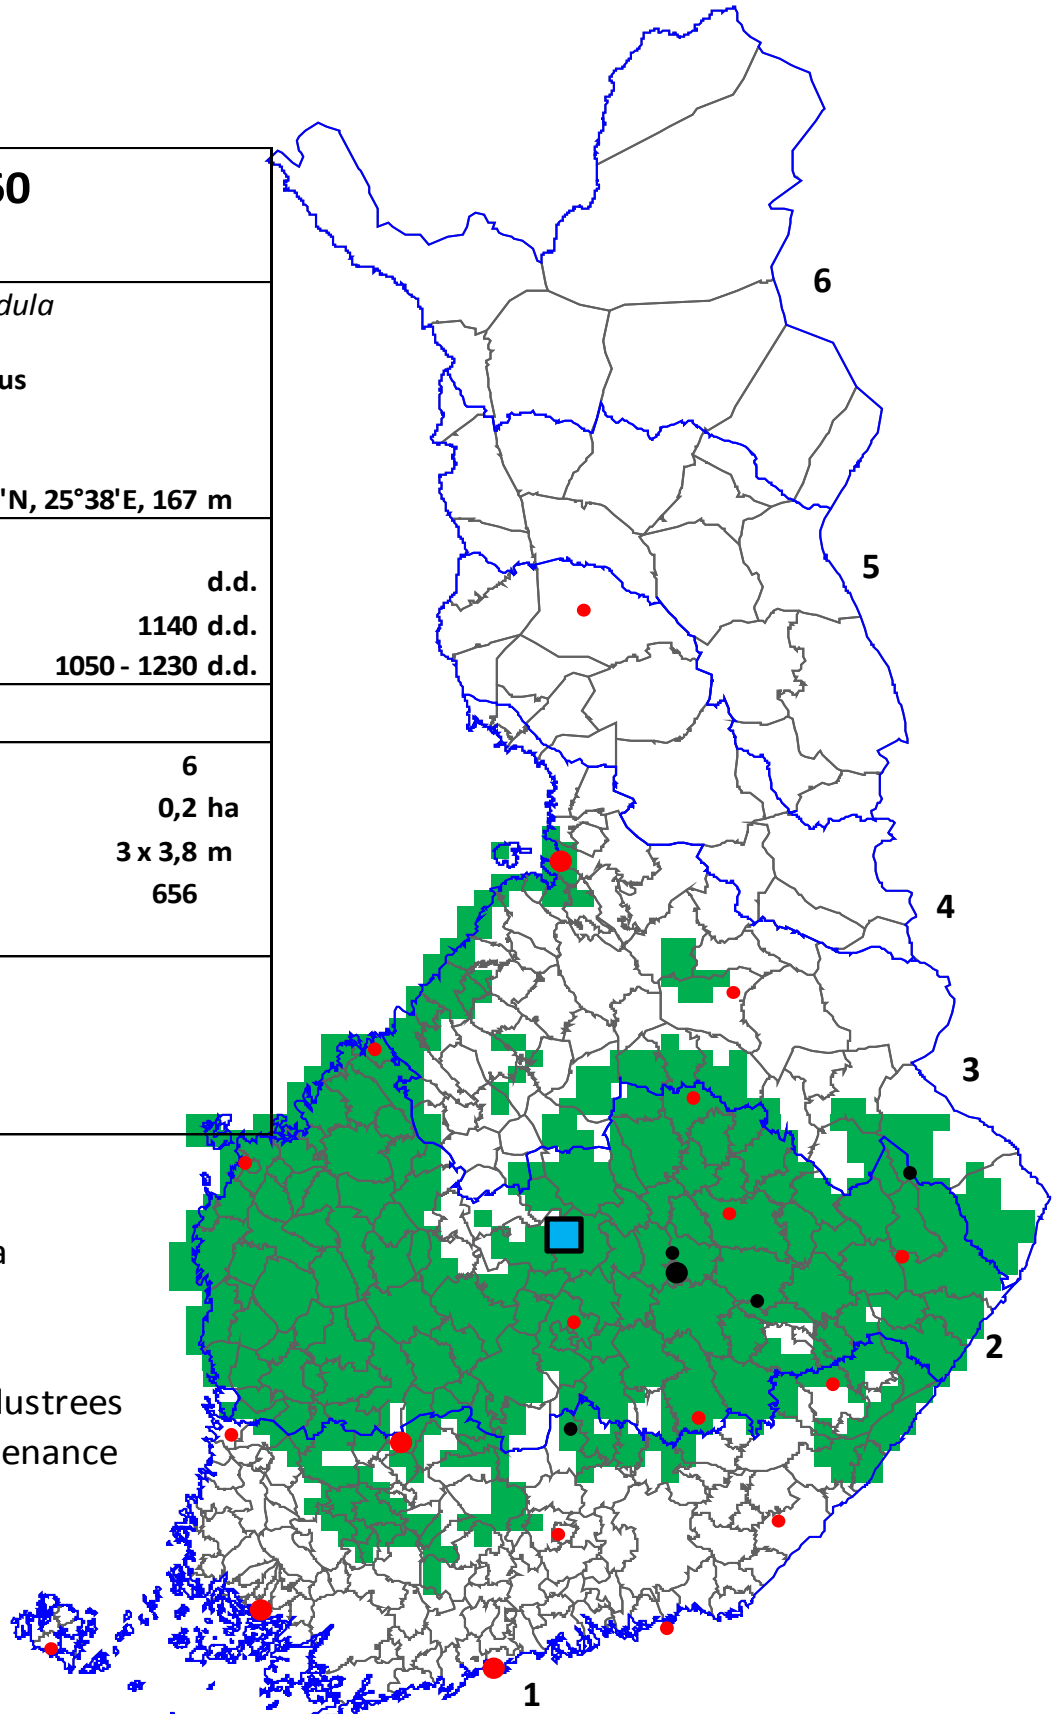 60
dula
us
'N, 25°38'E, 167 m
d.d.
1140 d.d.
1050 - 1230 d.d.
6
0,2 ha
3 x 3,8 m
656
a
lustrees
enance
6
5
4
3
2
1